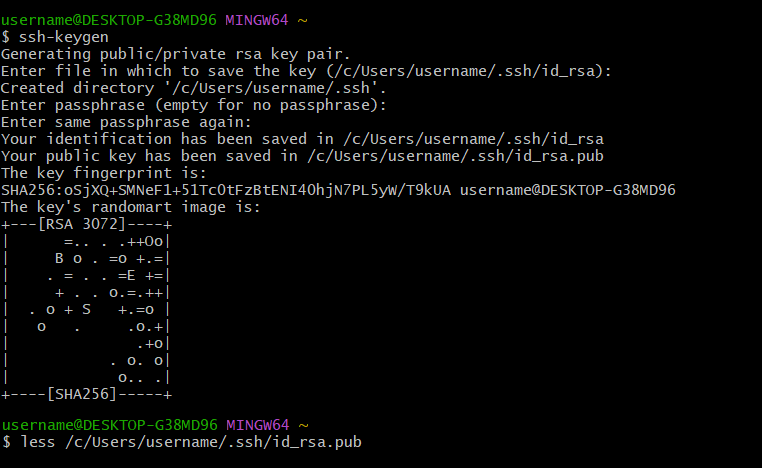 username@DESKTOP-G38MD96 MINGW64 ~
$ ssh-keygen
Generating public/private rsa key pair.
Enter file in which to save the key (/c/Users/username/.ssh/id_rsa):
Created directory '/c/Users/username/.ssh'.
Enter passphrase (empty for no passphrase):
Enter same passphrase again:
Your identification has been saved in /c/Users/username/.ssh/id_rsa
Your public key has been saved in /c/Users/username/.ssh/id_rsa.pub
The key fingerprint is:
SHA256:oSjXQ+SMNeF1+51Tc0tFzBtENI4OhjN7PL5yW/T9kUA username@DESKTOP-G38MD96
The key's randomart image is:
+---[RSA 3072]----+
|      =.. . .++Oo|
|     B o . =o +.=|
|    . = . . =E +=|
|     + . . o.=.++|
|  . o + S   +.=o |
|   o   .     .o.+|
|              .+o|
|           . o. o|
|            o.. .|
+----[SHA256]-----+
username@DESKTOP-G38MD96 MINGW64 ~
$ less /c/Users/username/.ssh/id_rsa.pub